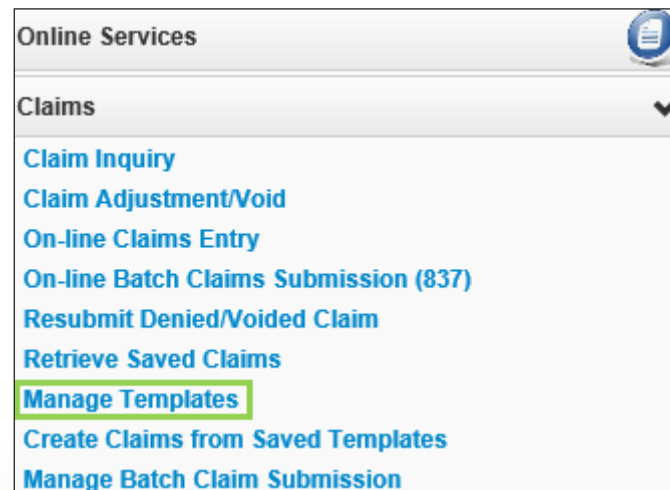 Online Services
Claims
Claim Inquiry
Claim Adjustment/Void
On-line Claims Entry
On-line Batch Claims Submission (837)
Resubmit Denied/Voided Claim
Retrieve Saved Claims
Manage Templates
Create Claims from Saved Templates
Manage Batch Claim Submission